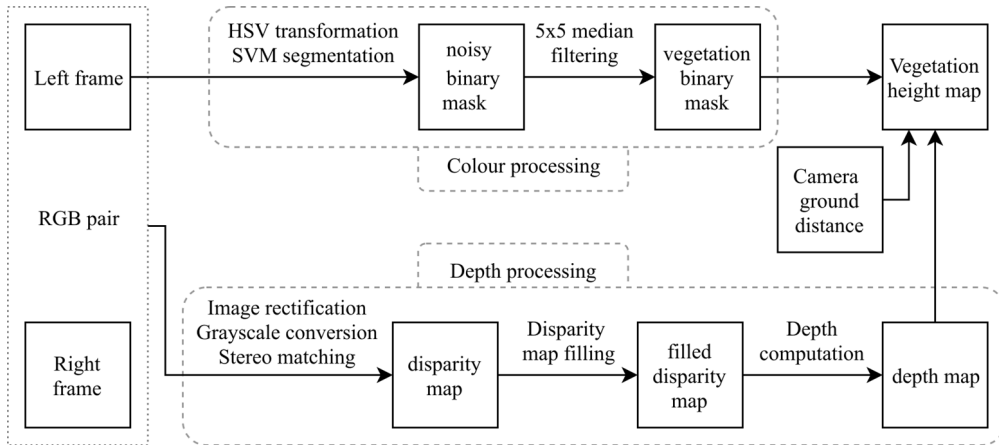 HSV transformation
SVM segmentation
5x5 median
filtering
Left frame
noisy
binary
mask
vegetation
binary
mask
Vegetation
height map
Colour processing
Camera
ground
distance
RGB pair
Depth processing
Image rectification
Grayscale conversion
Stereo matching
Disparity
map filling
Depth
computation
Right
frame
disparity
map
filled
disparity
map
depth map